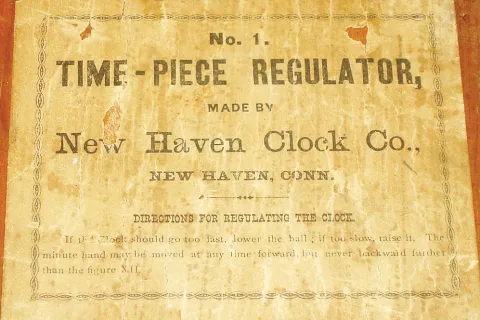 No. 1.
TIME-PIECE REGULATOR,
MADE BY
New Haven Clock Co.,
NEW HAVEN, CONN.
DIRECTIONS FOR REGULATING THE CLOCK.
If the Clock should go too fast, lower the ball; if too slow, raise it. The
minute hand may be moved at any time forward, but never backward further
than the figure XII.